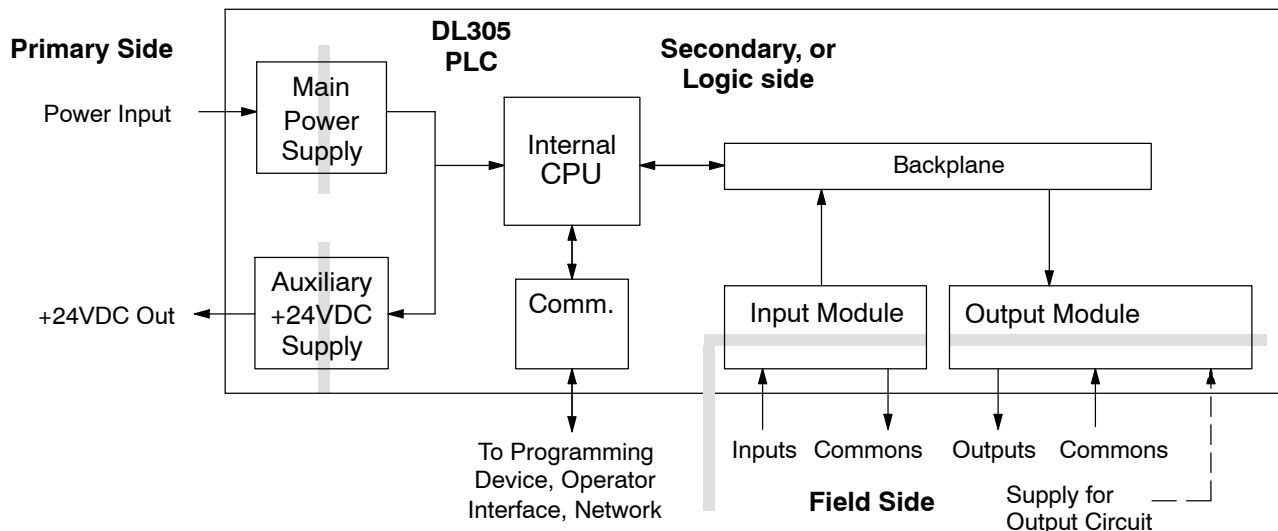 Primary Side
DL305
PLC
Secondary, or
Logic side
Power Input
Main
Power
Supply
Internal
CPU
Backplane
+24VDC Out
Auxiliary
+24VDC
Supply
Comm.
Input Module
Output Module
To Programming
Device, Operator
Interface, Network
Inputs
Commons
Outputs
Commons
Field Side
Supply for
Output Circuit